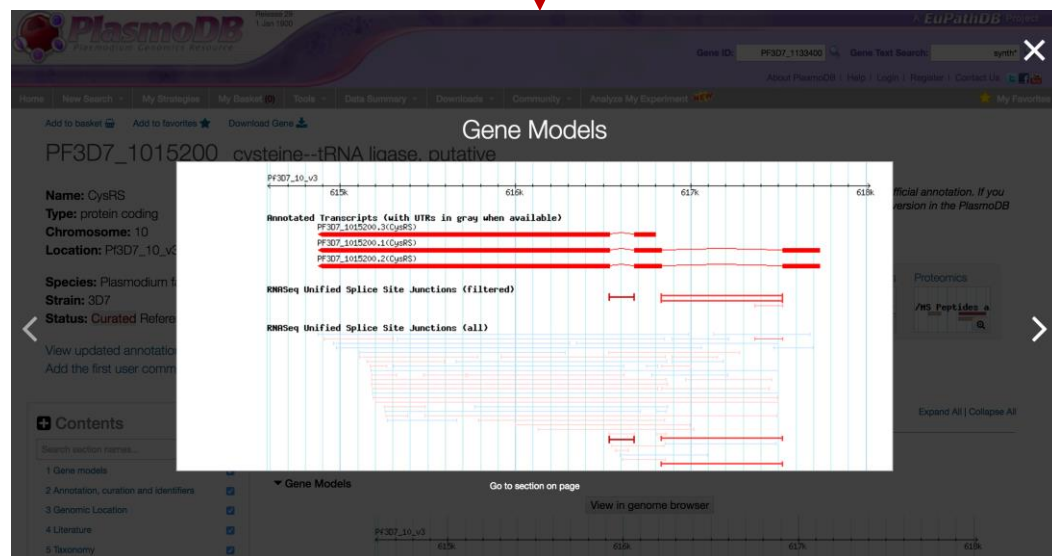 PlasmoDB
Plasmodium Genomics Resource
Release 29
1 Jan 1900
A EuPathDB Project
Gene ID: PF3D7_1133400 Gene Text Search: synth*
About PlasmoDB | Help | Login | Register | Contact Us
Home New Search My Strategies My Basket (0) Tools Data Summary Downloads Community Analyze My Experiment NEW My Favorites
Add to basket Add to favorites Download Gene
Gene Models
PF3D7_1015200 cysteine--tRNA ligase, putative
Name: CysRS
Type: protein coding
Chromosome: 10
Location: Pf3D7_10_v3
Species: Plasmodium f
Strain: 3D7
Status: Curated Refere
View updated annotatio
Add the first user comm
fficial annotation. If you
version in the PlasmoDB
Proteomics
/MS Peptides a
Pf3D7_10_v3
615k 616k 617k 618k
Annotated Transcripts (with UTRs in gray when available)
PF3D7_1015200.3(CysRS)
PF3D7_1015200.1(CysRS)
PF3D7_1015200.2(CysRS)
RNASeq Unified Splice Site Junctions (filtered)
RNASeq Unified Splice Site Junctions (all)
Expand All | Collapse All
Contents
Search section names...
1 Gene models
2 Annotation, curation and identifiers
3 Genomic Location
4 Literature
5 Taxonomy
Gene Models
Go to section on page
View in genome browser
Pf3D7_10_v3
615k 616k 617k 618k